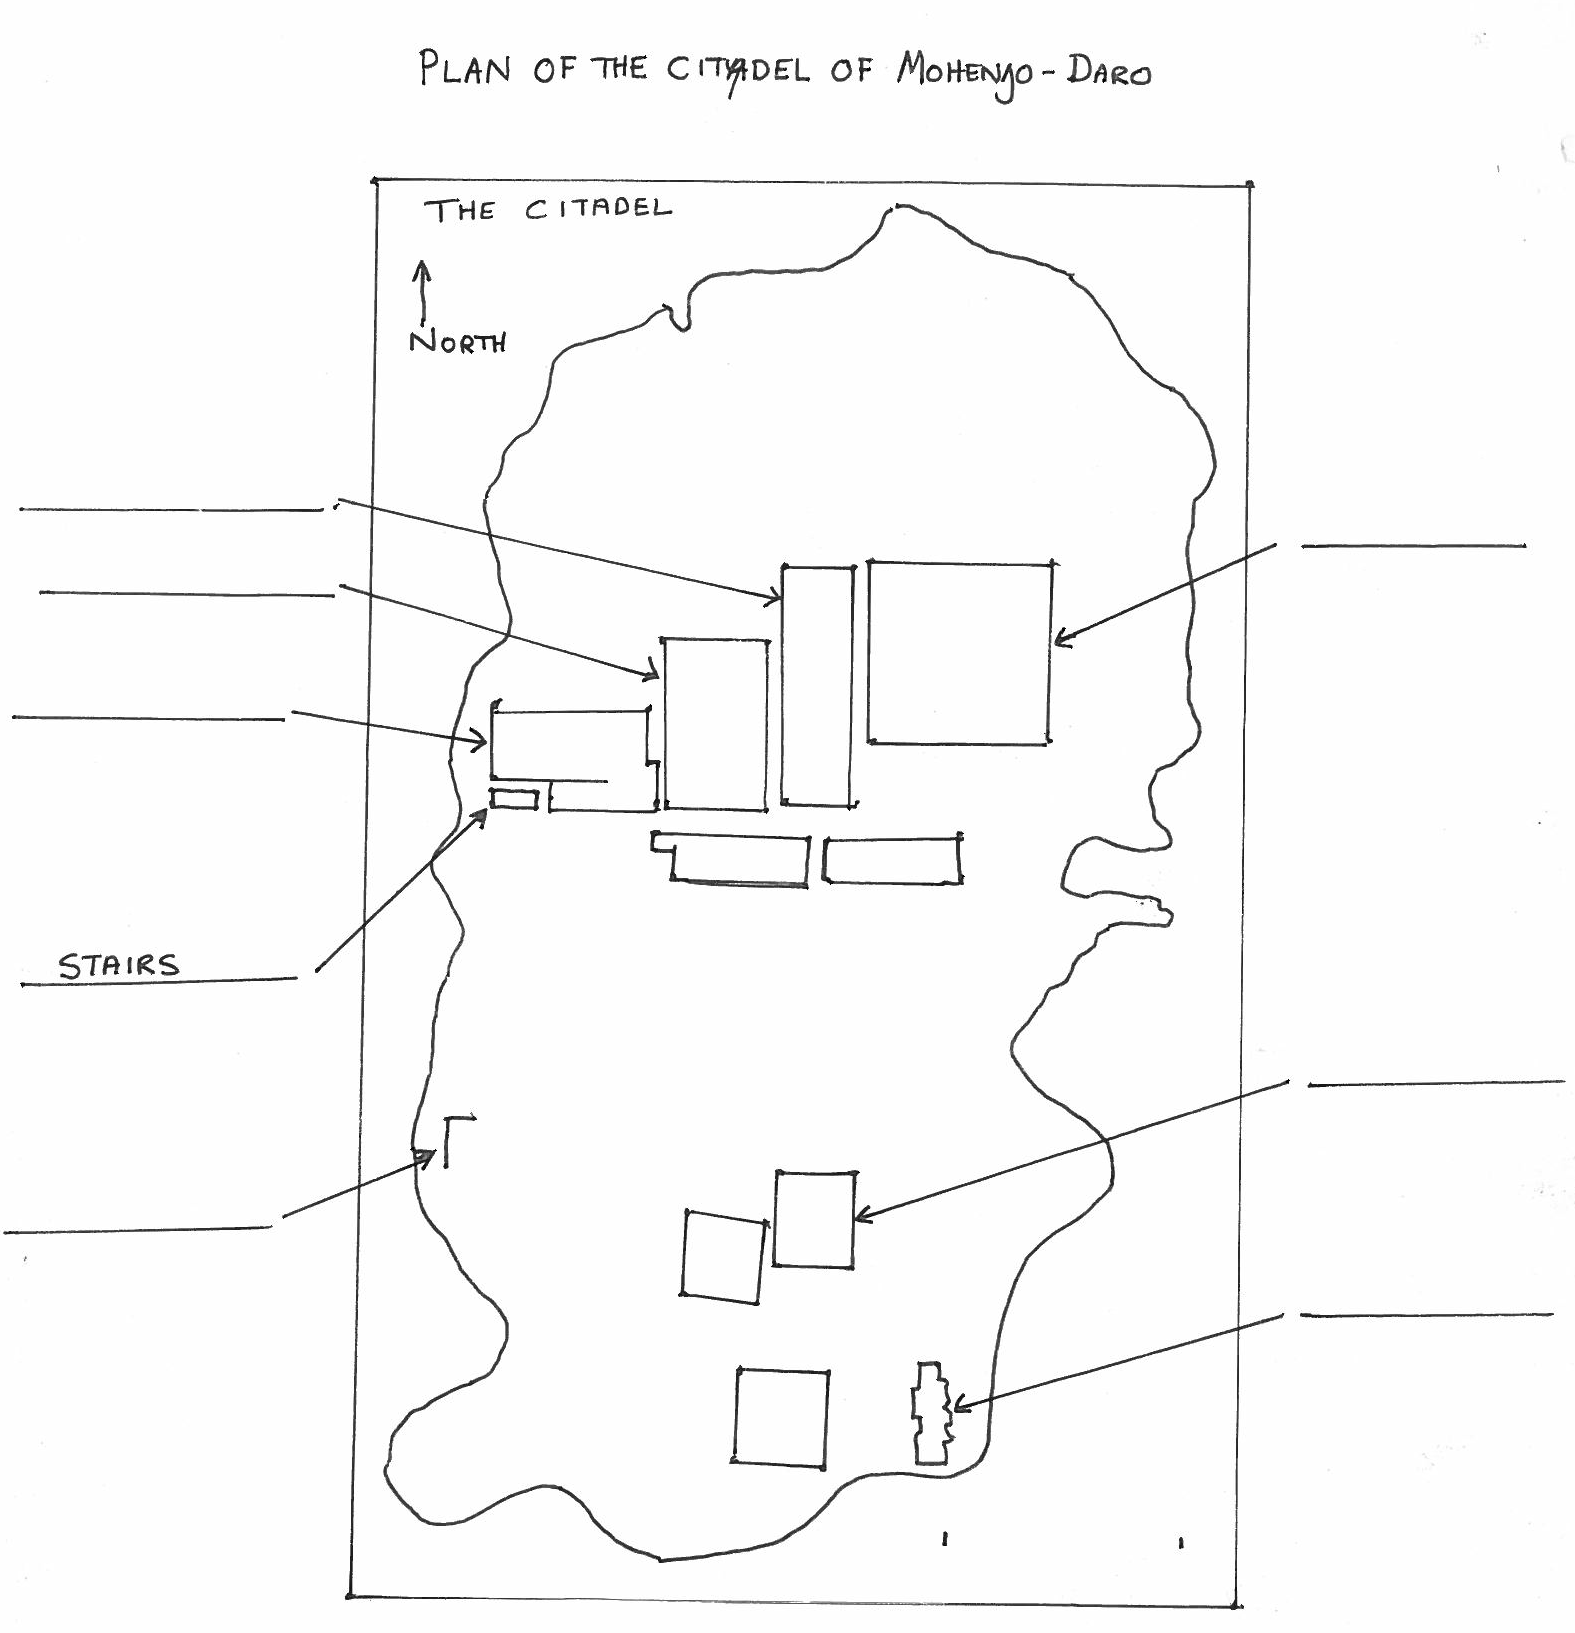 PLAN OF THE CITADEL OF MOHENJO-DARO
THE CITADEL
NORTH
STAIRS